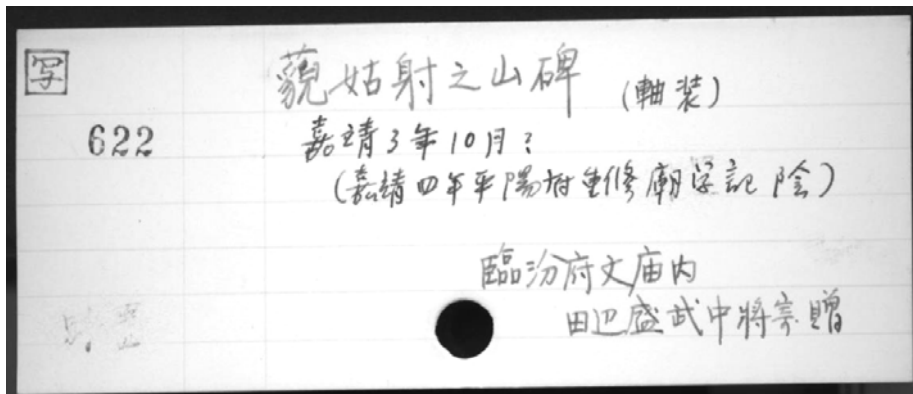 写
藐姑射之山碑 (軸装)
622
嘉靖3年10月?
(嘉靖四年平陽府重修廟学記 陰)
臨汾府文庙内
田辺盛武中將寄贈